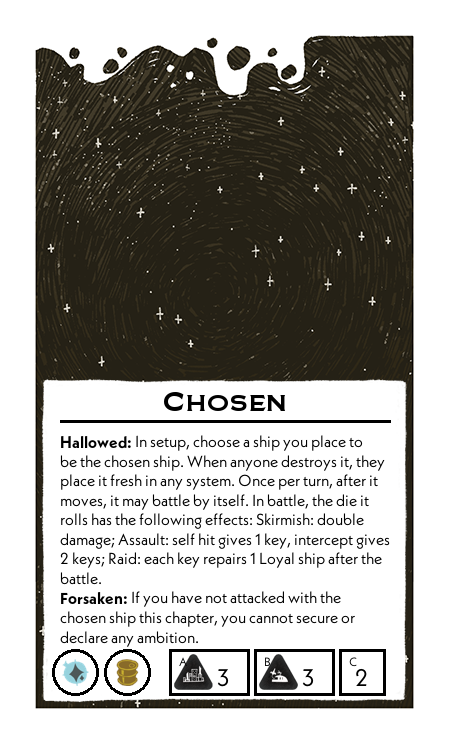 CHOSEN
Hallowed: In setup, choose a ship you place to
be the chosen ship. When anyone destroys it, they
place it fresh in any system. Once per turn, after it
moves, it may battle by itself. In battle, the die it
rolls has the following effects: Skirmish: double
damage; Assault: self hit gives 1 key, intercept gives
2 keys; Raid: each key repairs 1 Loyal ship after the
battle.
Forsaken: If you have not attacked with the
chosen ship this chapter, you cannot secure or
declare any ambition.
A 3 B 3 C 2